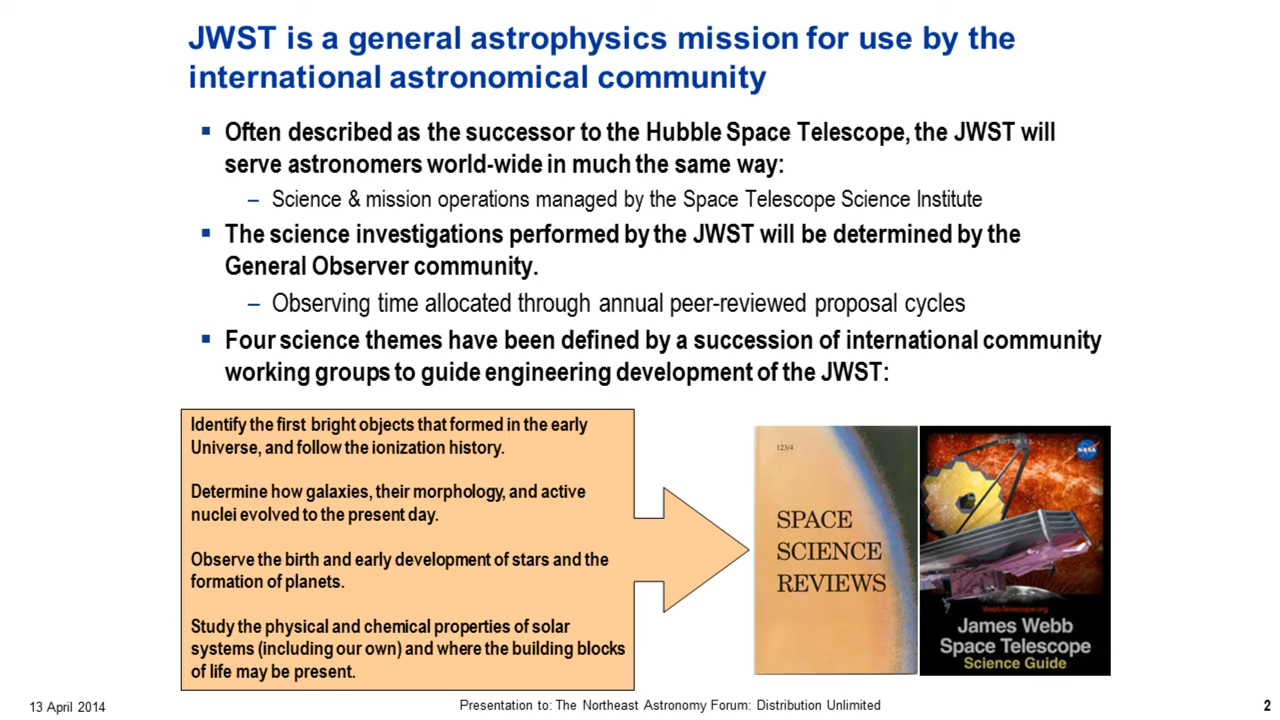 JWST is a general astrophysics mission for use by the
international astronomical community
▪ Often described as the successor to the Hubble Space Telescope, the JWST will
serve astronomers world-wide in much the same way:
– Science & mission operations managed by the Space Telescope Science Institute
▪ The science investigations performed by the JWST will be determined by the
General Observer community.
– Observing time allocated through annual peer-reviewed proposal cycles
▪ Four science themes have been defined by a succession of international community
working groups to guide engineering development of the JWST:
Identify the first bright objects that formed in the early
Universe, and follow the ionization history.
Determine how galaxies, their morphology, and active
nuclei evolved to the present day.
Observe the birth and early development of stars and the
formation of planets.
Study the physical and chemical properties of solar
systems (including our own) and where the building blocks
of life may be present.
123/4
SPACE
SCIENCE
REVIEWS
NASA
WebbTelescope.org
James Webb
Space Telescope
Science Guide
13 April 2014
Presentation to: The Northeast Astronomy Forum: Distribution Unlimited
2